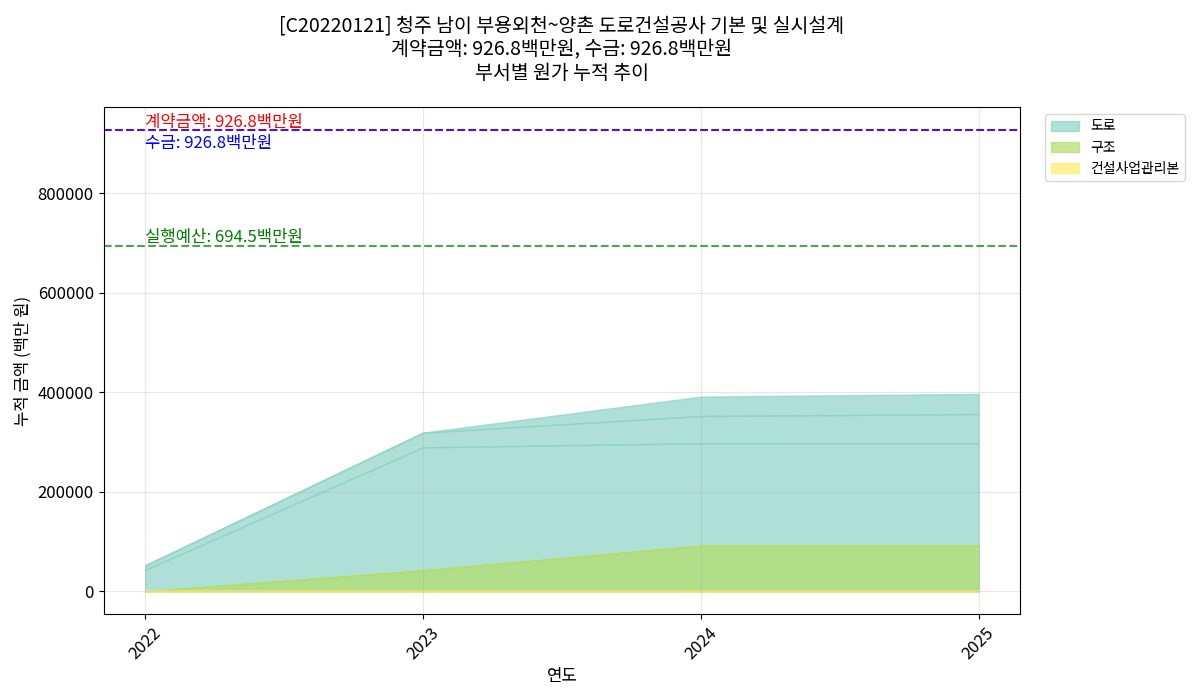 [C20220121] 청주 남이 부용외천~양촌 도로건설공사 기본 및 실시설계
계약금액: 926.8백만원, 수금: 926.8백만원
부서별 원가 누적 추이
계약금액: 926.8백만원
수금: 926.8백만원
실행예산: 694.5백만원
도로
구조
건설사업관리본
누적 금액 (백만 원)
800000
600000
400000
200000
0
2022
2023
2024
2025
연도